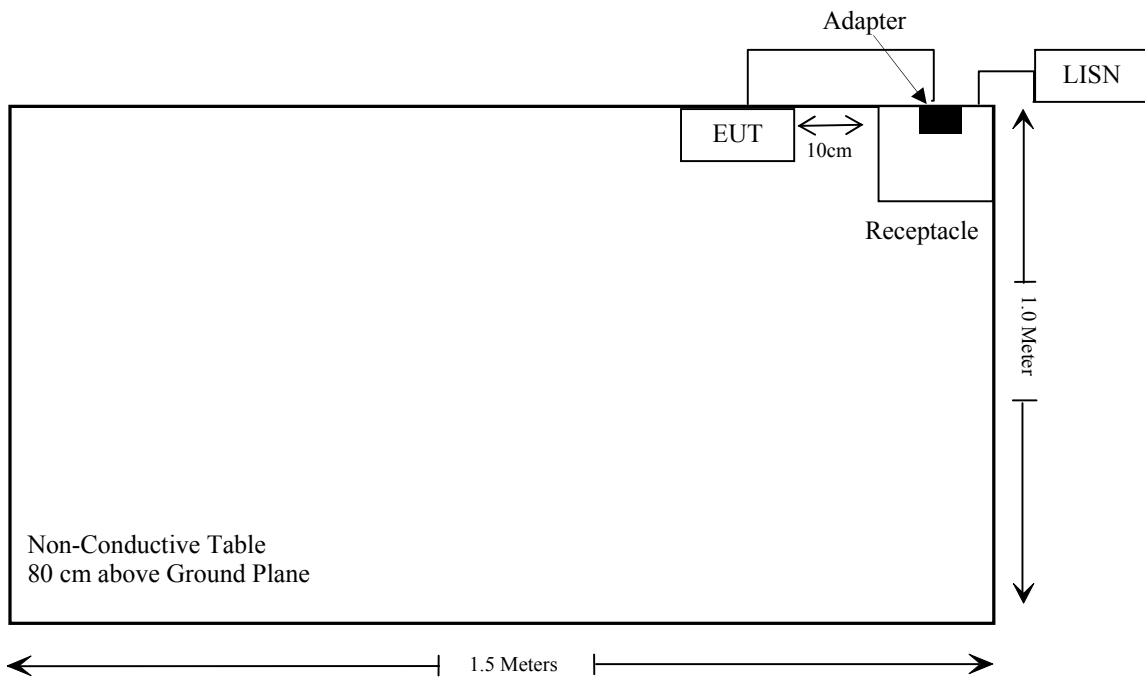 Adapter
LISN
EUT
10cm
Receptacle
1.0 Meter
Non-Conductive Table
80 cm above Ground Plane
1.5 Meters